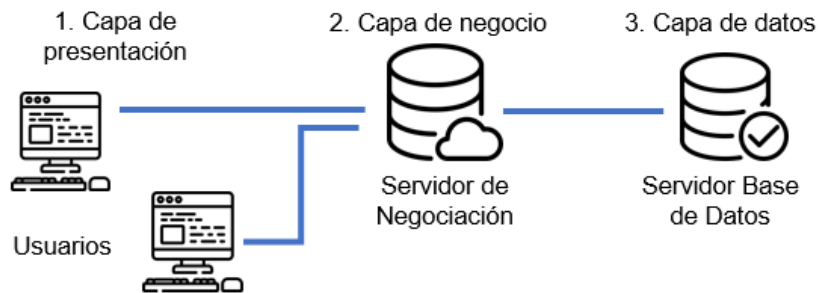 1. Capa de
presentación
2. Capa de negocio
3. Capa de datos
Servidor de
Negociación
Servidor Base
de Datos
Usuarios